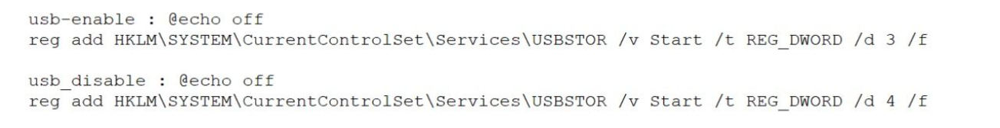 usb-enable : @echo off
reg add HKLM\SYSTEM\CurrentControlSet\Services\USBSTOR /v Start /t REG_DWORD /d 3 /f
usb_disable : @echo off
reg add HKLM\SYSTEM\CurrentControlSet\Services\USBSTOR /v Start /t REG_DWORD /d 4 /f